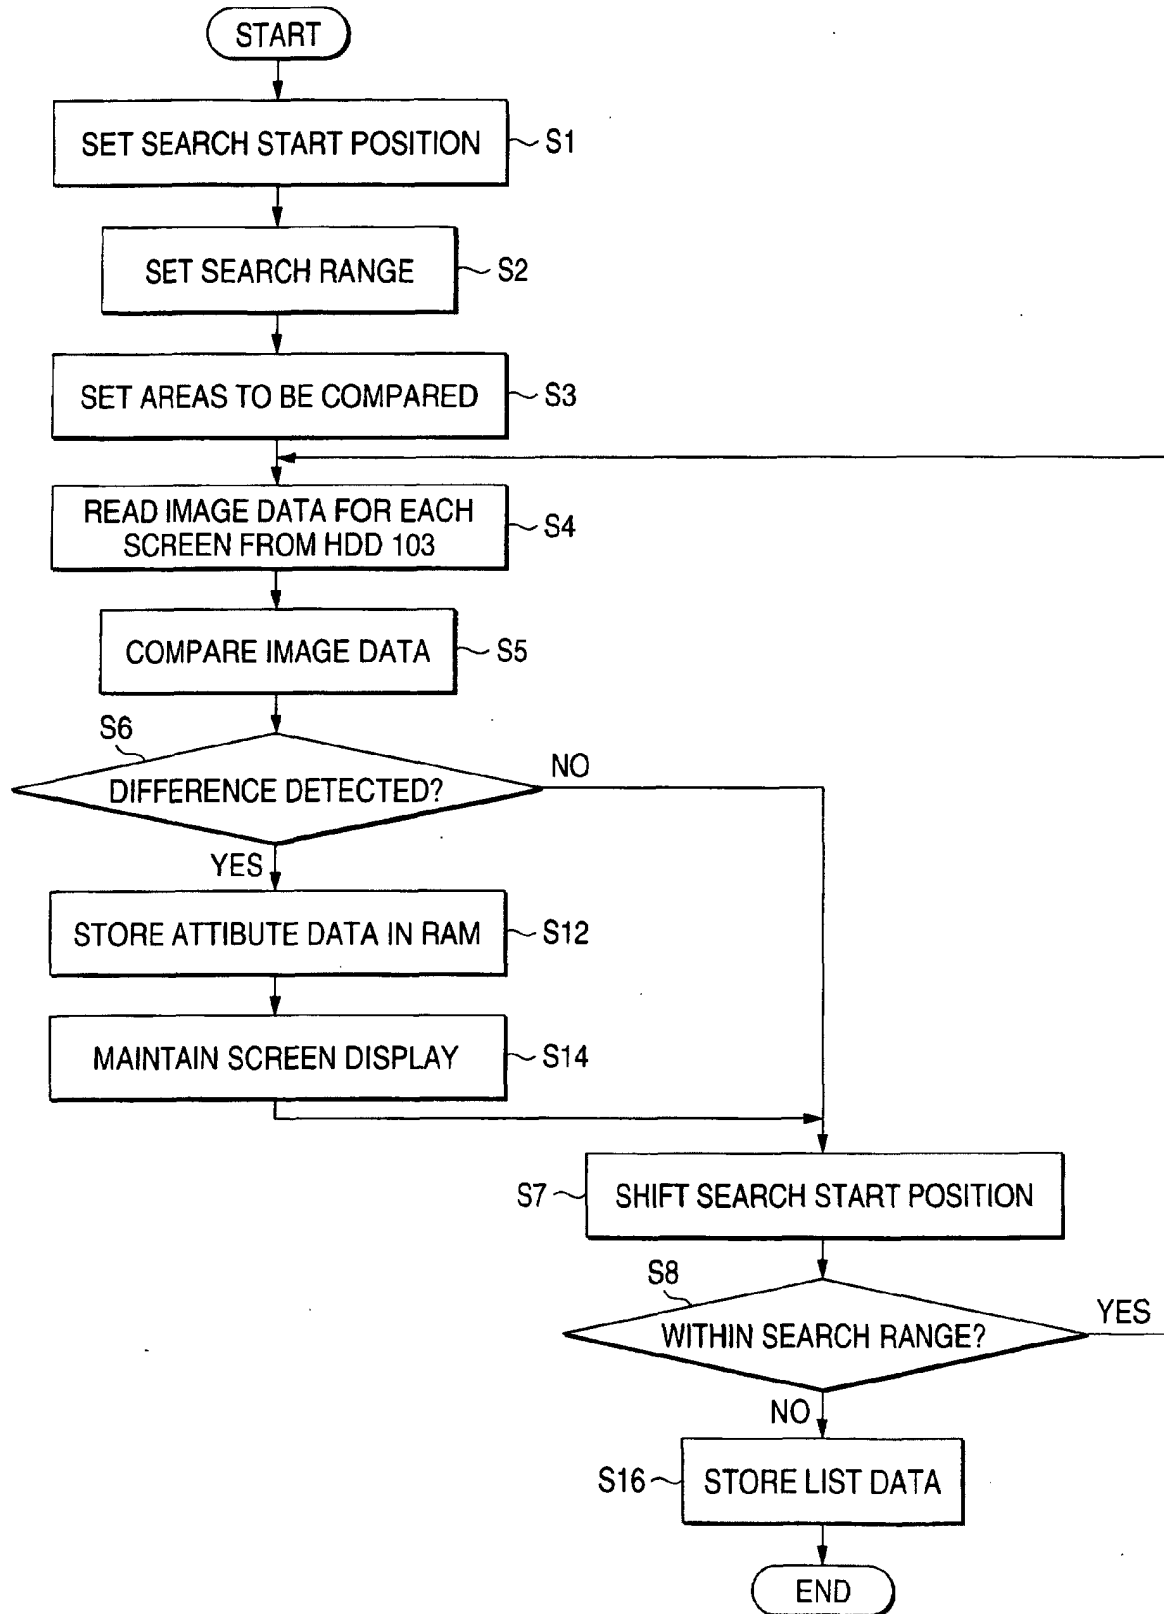 START
SET SEARCH START POSITION
S1
SET SEARCH RANGE
S2
SET AREAS TO BE COMPARED
S3
READ IMAGE DATA FOR EACH
SCREEN FROM HDD 103
S4
COMPARE IMAGE DATA
S5
S6
DIFFERENCE DETECTED?
NO
YES
STORE ATTIBUTE DATA IN RAM
S12
MAINTAIN SCREEN DISPLAY
S14
S7
SHIFT SEARCH START POSITION
S8
WITHIN SEARCH RANGE?
YES
NO
S16
STORE LIST DATA
END